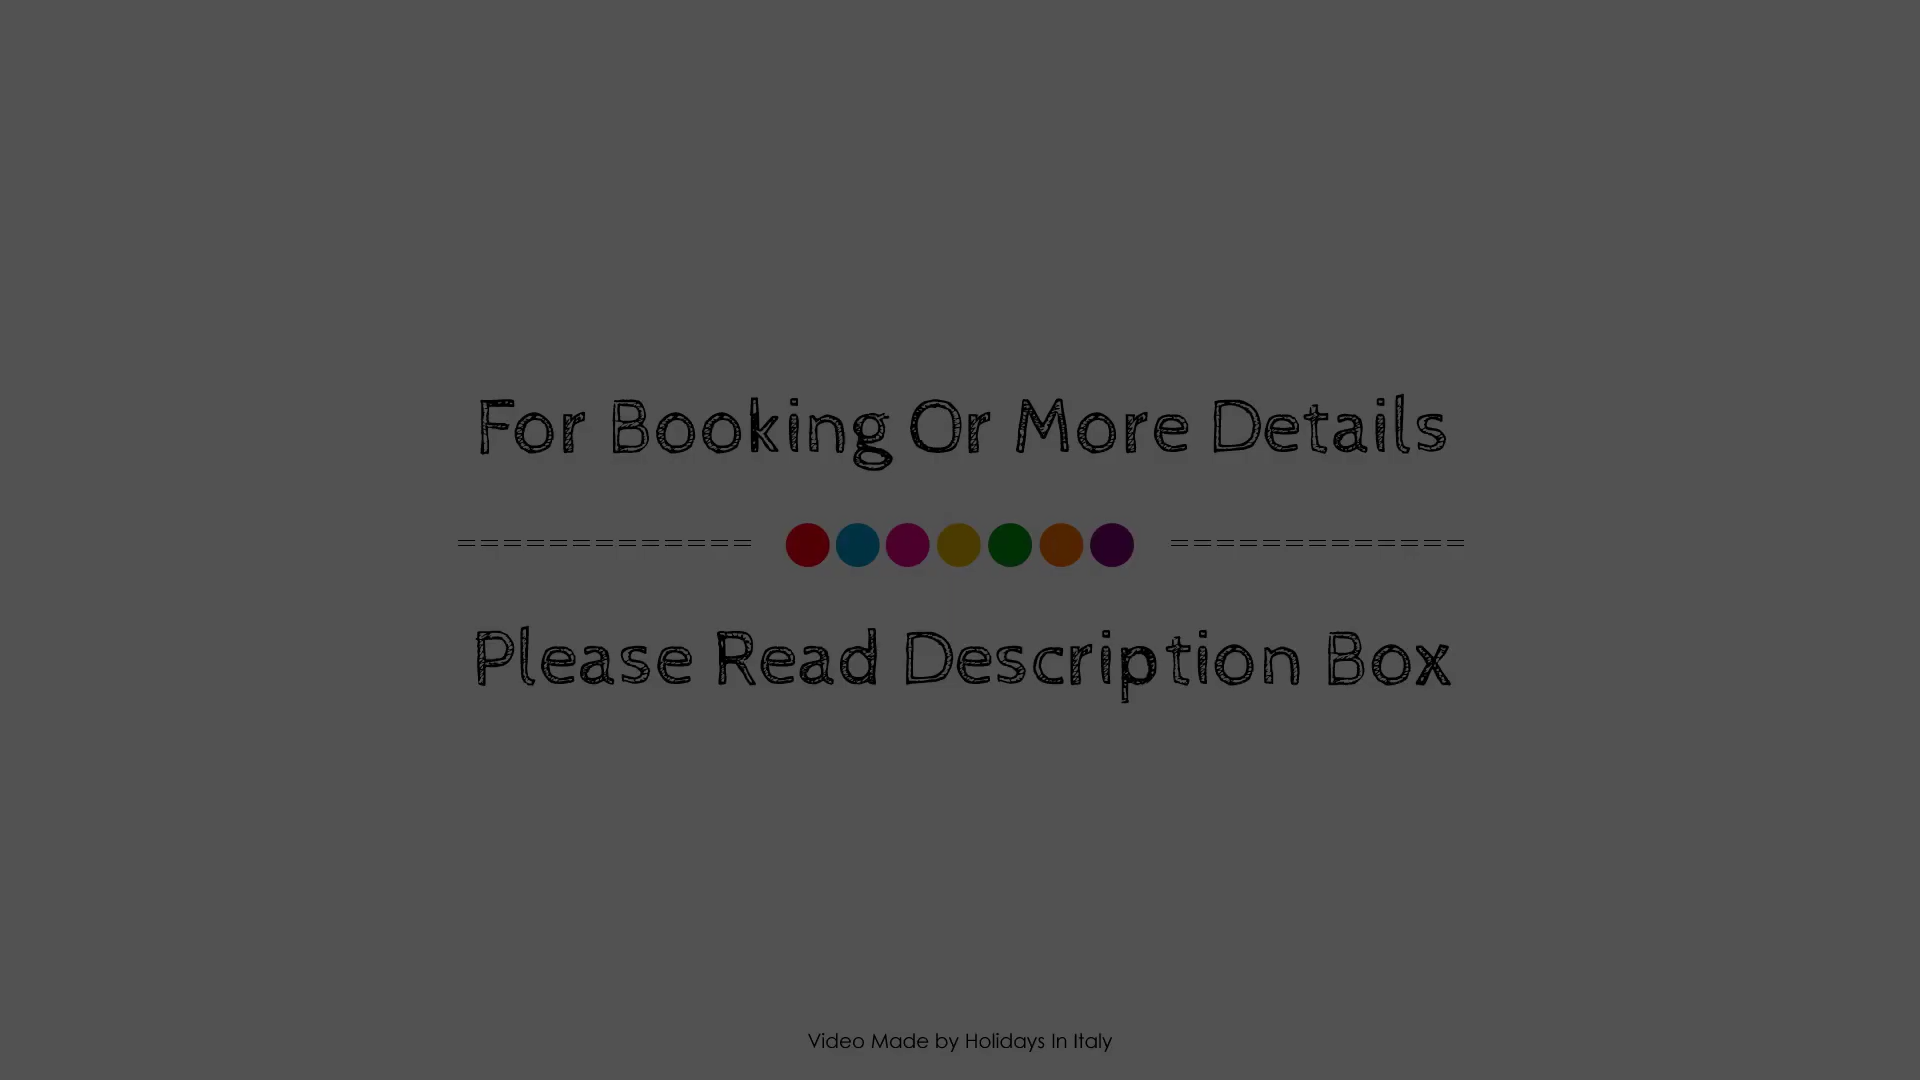 For Booking Or More Details
============= =============
Please Read Description Box
Video Made by Holidays In Italy